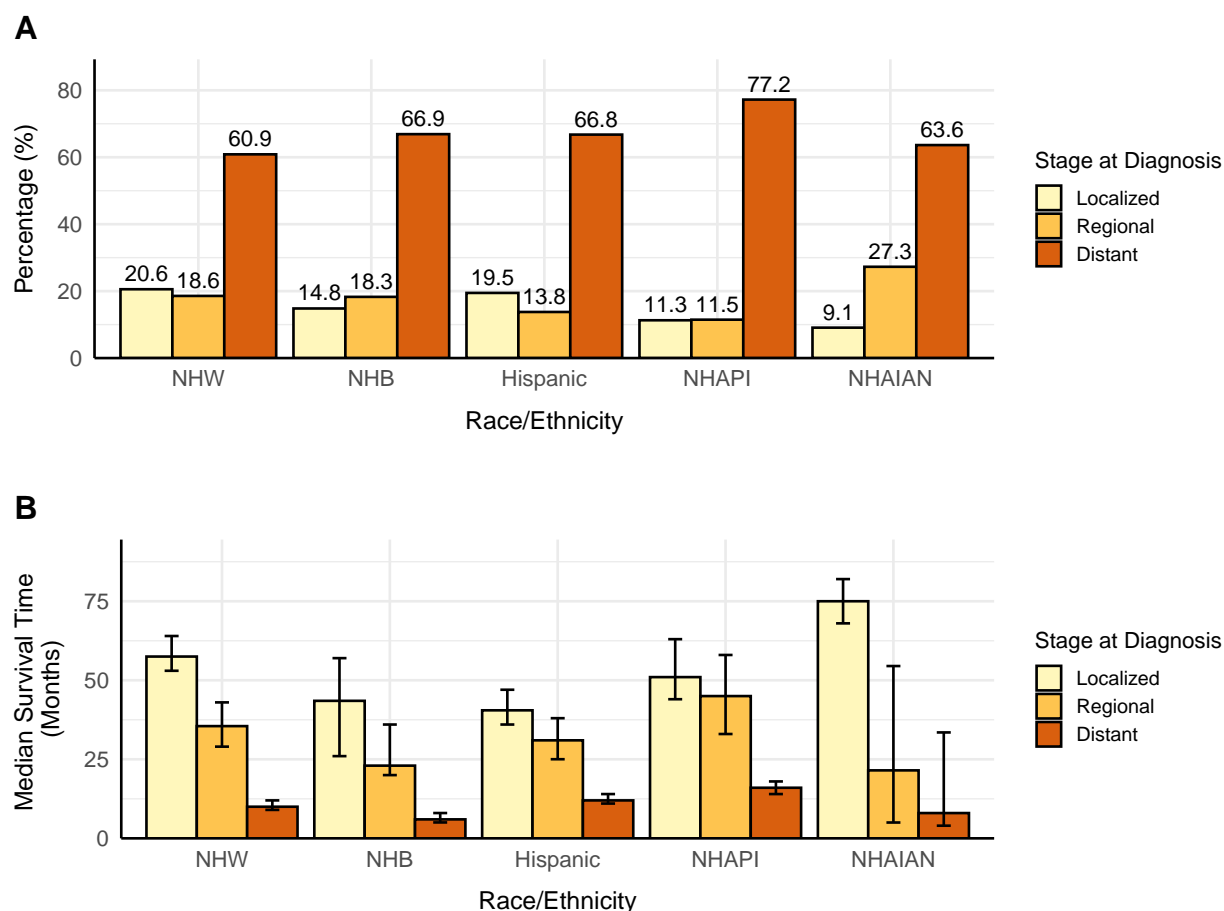 A
Percentage (%)
80
60
40
20
0
20.6
18.6
60.9
14.8
18.3
66.9
19.5
13.8
66.8
11.3
11.5
77.2
9.1
27.3
63.6
NHW
NHB
Hispanic
NHAPI
NHAIAN
Race/Ethnicity
Stage at Diagnosis
Localized
Regional
Distant
B
Median Survival Time
(Months)
75
50
25
0
NHW
NHB
Hispanic
NHAPI
NHAIAN
Race/Ethnicity
Stage at Diagnosis
Localized
Regional
Distant